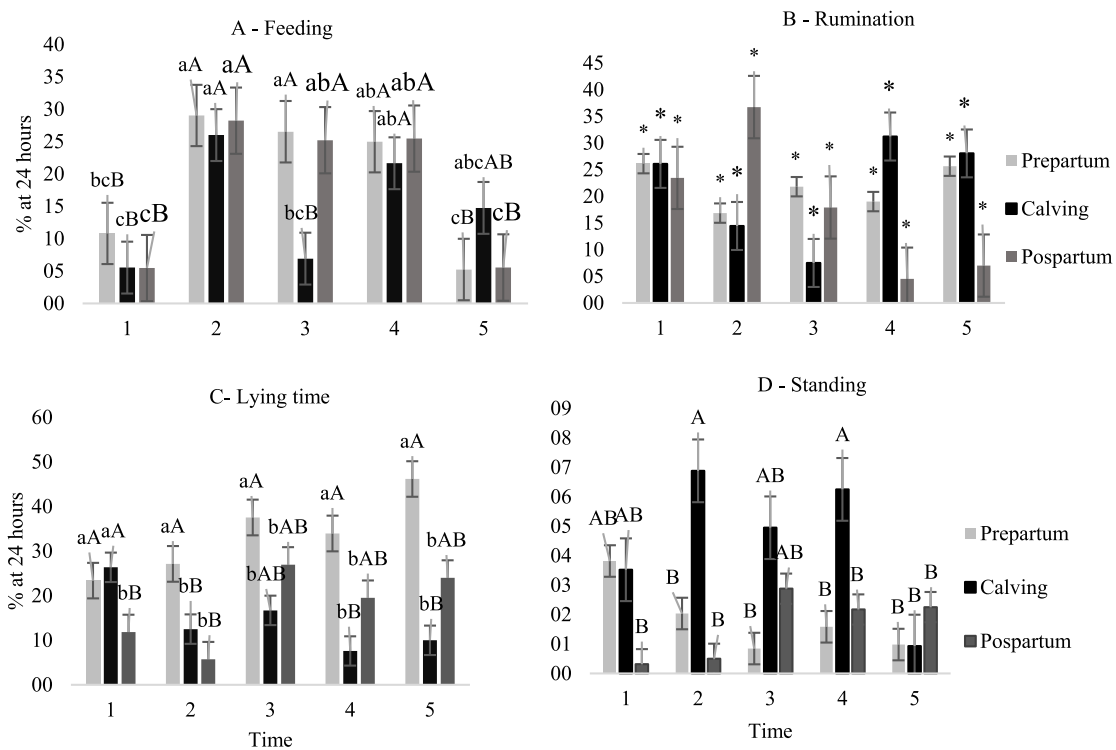 A - Feeding
% at 24 hours
40
35
30
25
20
15
10
05
00
aA aA aA aA abA abA abA abA
bcB cB cB bcB abcAB cB cB
1 2 3 4 5
B - Rumination
45
40
35
30
25
20
15
10
05
00
* * * * * * * * * * * * * * *
1 2 3 4 5
Prepartum
Calving
Pospartum
C- Lying time
% at 24 hours
60
50
40
30
20
10
00
aA aA bB aA bB bB aA bAB bAB aA bB bAB aA bB bAB
1 2 3 4 5
Time
D - Standing
09
08
07
06
05
04
03
02
01
00
AB AB B B A B B AB AB B A B B B B
1 2 3 4 5
Time
Prepartum
Calving
Pospartum